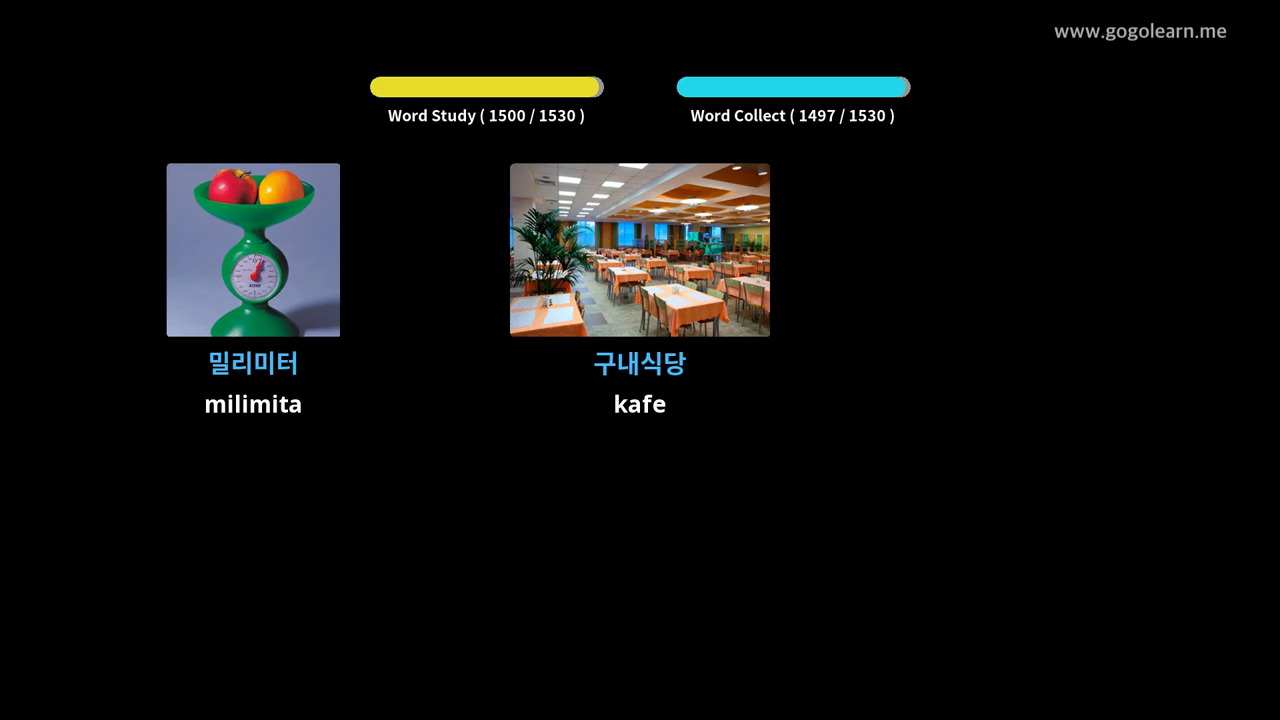 www.gogolearn.me
Word Study ( 1500 / 1530 )
Word Collect ( 1497 / 1530 )
밀리미터
구내식당
milimita
kafe